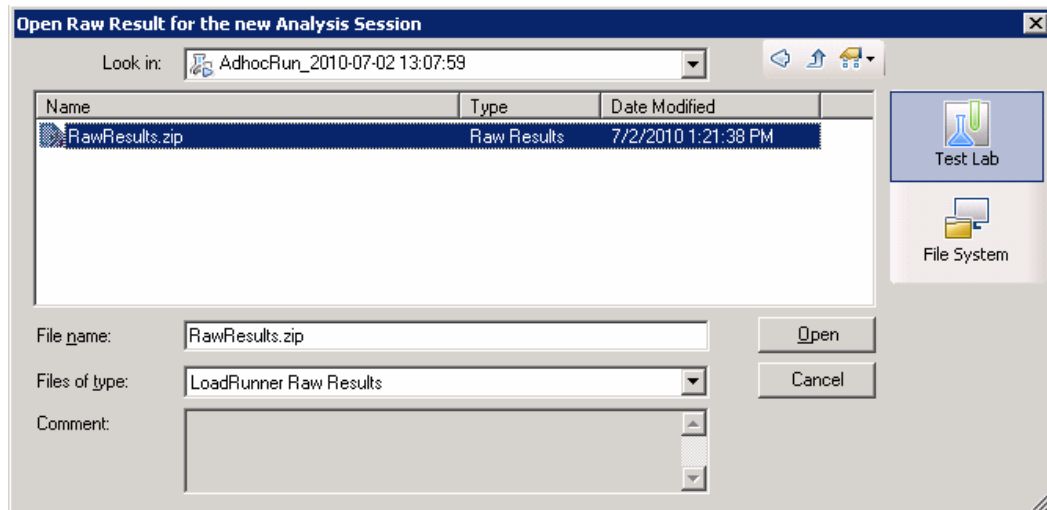 Open Raw Result for the new Analysis Session
Look in: AdhocRun_2010-07-02 13:07:59
Name Type Date Modified
RawResults.zip Raw Results 7/2/2010 1:21:38 PM
Test Lab
File System
File name: RawResults.zip Open
Files of type: LoadRunner Raw Results Cancel
Comment: